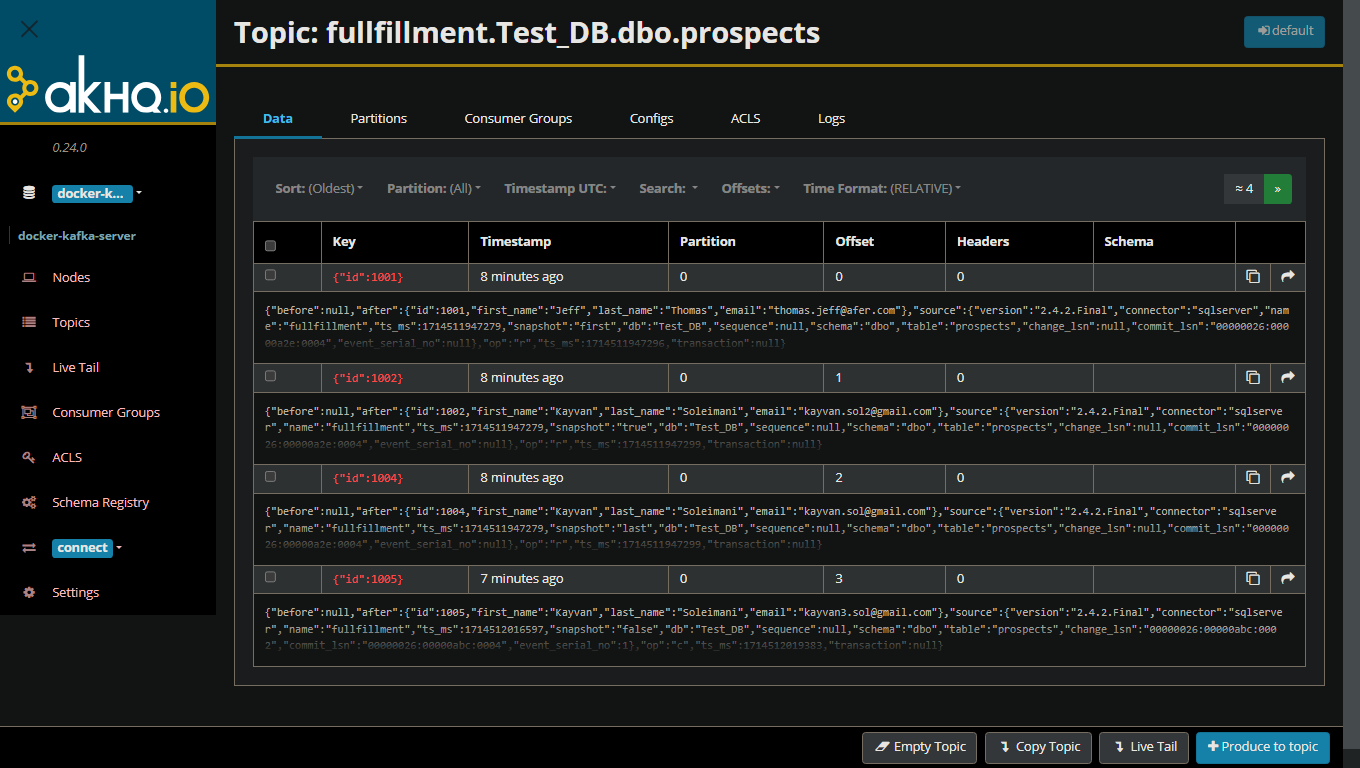 Topic: fullfillment.Test_DB.dbo.prospects
default
akHQ.io
0.24.0
docker-k...
docker-kafka-server
Nodes
Topics
Live Tail
Consumer Groups
ACLS
Schema Registry
connect
Settings
Data Partitions Consumer Groups Configs ACLS Logs
Sort: (Oldest) Partition: (All) Timestamp UTC: Search: Offsets: Time Format: (RELATIVE) ≈ 4 »
Key Timestamp Partition Offset Headers Schema
{"id":1001} 8 minutes ago 0 0 0
{"before":null,"after":{"id":1001,"first_name":"Jeff","last_name":"Thomas","email":"thomas.jeff@afer.com"},"source":{"version":"2.4.2.Final","connector":"sqlserver","nam
e":"fullfillment","ts_ms":1714511947279,"snapshot":"first","db":"Test_DB","sequence":null,"schema":"dbo","table":"prospects","change_lsn":null,"commit_lsn":"00000026:000
00a2e:0004","event_serial_no":null},"op":"r","ts_ms":1714511947296,"transaction":null}
{"id":1002} 8 minutes ago 0 1 0
{"before":null,"after":{"id":1002,"first_name":"Kayvan","last_name":"Soleimani","email":"kayvan.sol2@gmail.com"},"source":{"version":"2.4.2.Final","connector":"sqlserve
r","name":"fullfillment","ts_ms":1714511947279,"snapshot":"true","db":"Test_DB","sequence":null,"schema":"dbo","table":"prospects","change_lsn":null,"commit_lsn":"000000
26:00000a2e:0004","event_serial_no":null},"op":"r","ts_ms":1714511947299,"transaction":null}
{"id":1004} 8 minutes ago 0 2 0
{"before":null,"after":{"id":1004,"first_name":"Kayvan","last_name":"Soleimani","email":"kayvan.sol@gmail.com"},"source":{"version":"2.4.2.Final","connector":"sqlserve
r","name":"fullfillment","ts_ms":1714511947279,"snapshot":"last","db":"Test_DB","sequence":null,"schema":"dbo","table":"prospects","change_lsn":null,"commit_lsn":"000000
26:00000a2e:0004","event_serial_no":null},"op":"r","ts_ms":1714511947299,"transaction":null}
{"id":1005} 7 minutes ago 0 3 0
{"before":null,"after":{"id":1005,"first_name":"Kayvan","last_name":"Soleimani","email":"kayvan3.sol@gmail.com"},"source":{"version":"2.4.2.Final","connector":"sqlserve
r","name":"fullfillment","ts_ms":1714512016597,"snapshot":"false","db":"Test_DB","sequence":null,"schema":"dbo","table":"prospects","change_lsn":"00000026:00000abc:000
2","commit_lsn":"00000026:00000abc:0004","event_serial_no":1},"op":"c","ts_ms":1714512019383,"transaction":null}
Empty Topic Copy Topic Live Tail Produce to topic